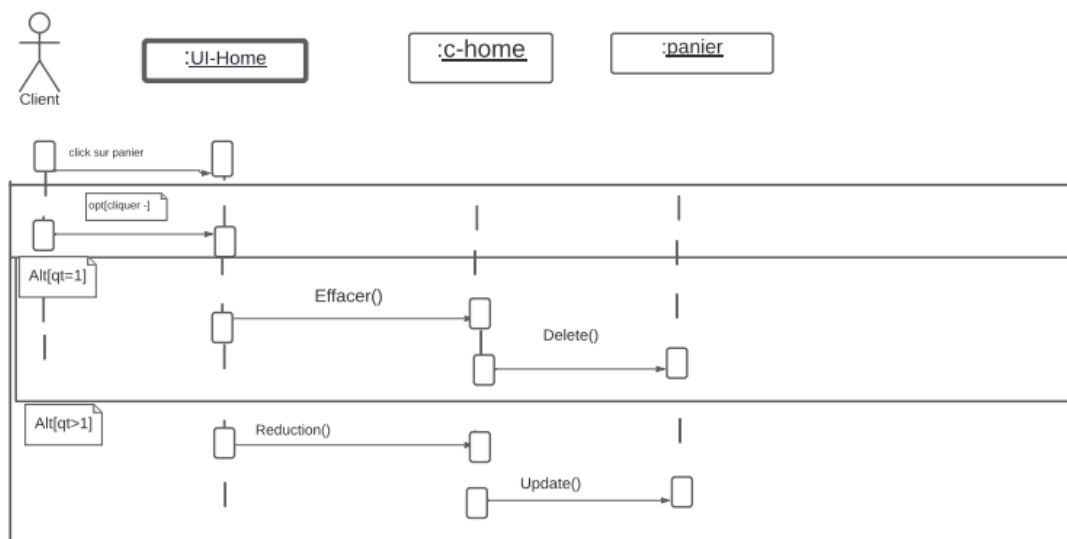 Client
:UI-Home
:c-home
:panier
click sur panier
opt[cliquer -]
Alt[qt=1]
Effacer()
Delete()
Alt[qt>1]
Reduction()
Update()